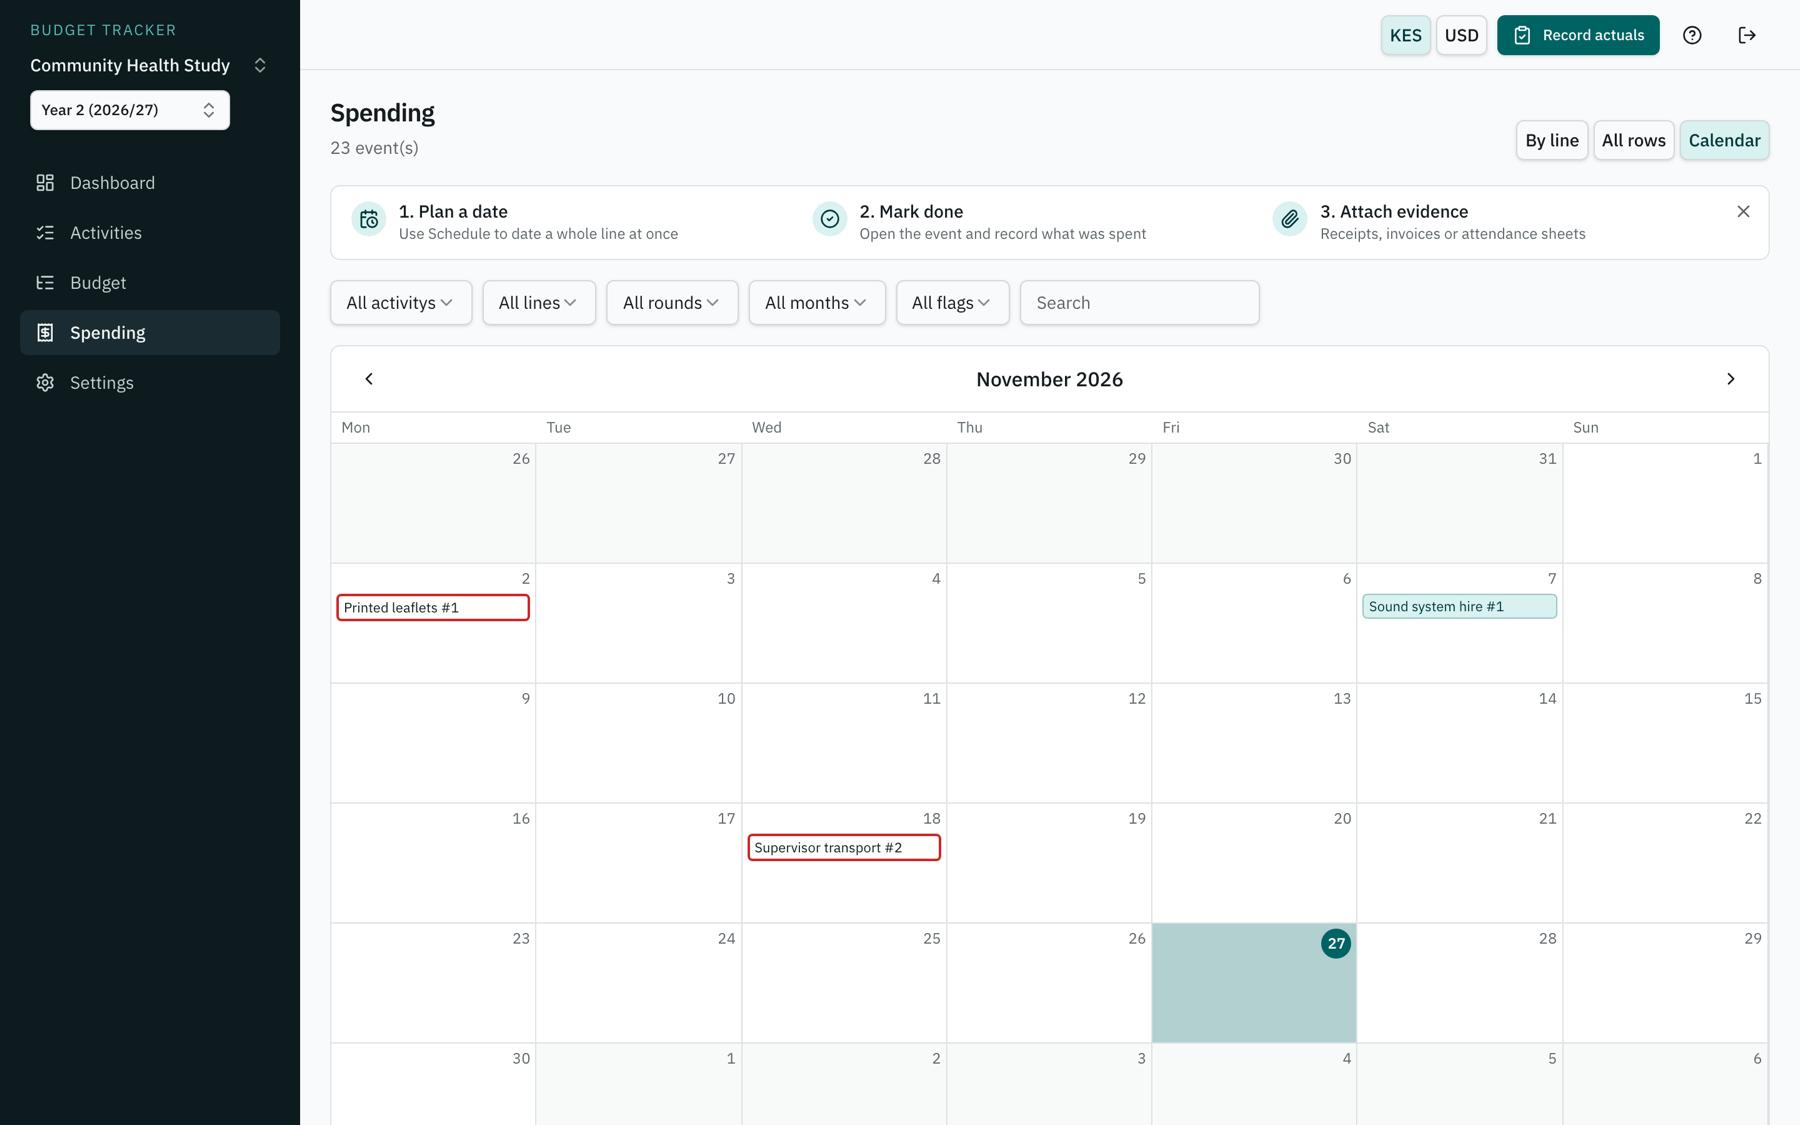 BUDGET TRACKER
Community Health Study
Year 2 (2026/27)
Dashboard
Activities
Budget
Spending
Settings
KES USD Record actuals
Spending
23 event(s)
By line All rows Calendar
1. Plan a date
Use Schedule to date a whole line at once
2. Mark done
Open the event and record what was spent
3. Attach evidence
Receipts, invoices or attendance sheets
All activitys All lines All rounds All months All flags Search
November 2026
Mon Tue Wed Thu Fri Sat Sun
26 27 28 29 30 31 1
2 3 4 5 6 7 8
Printed leaflets #1 Sound system hire #1
9 10 11 12 13 14 15
16 17 18 19 20 21 22
Supervisor transport #2
23 24 25 26 27 28 29
30 1 2 3 4 5 6